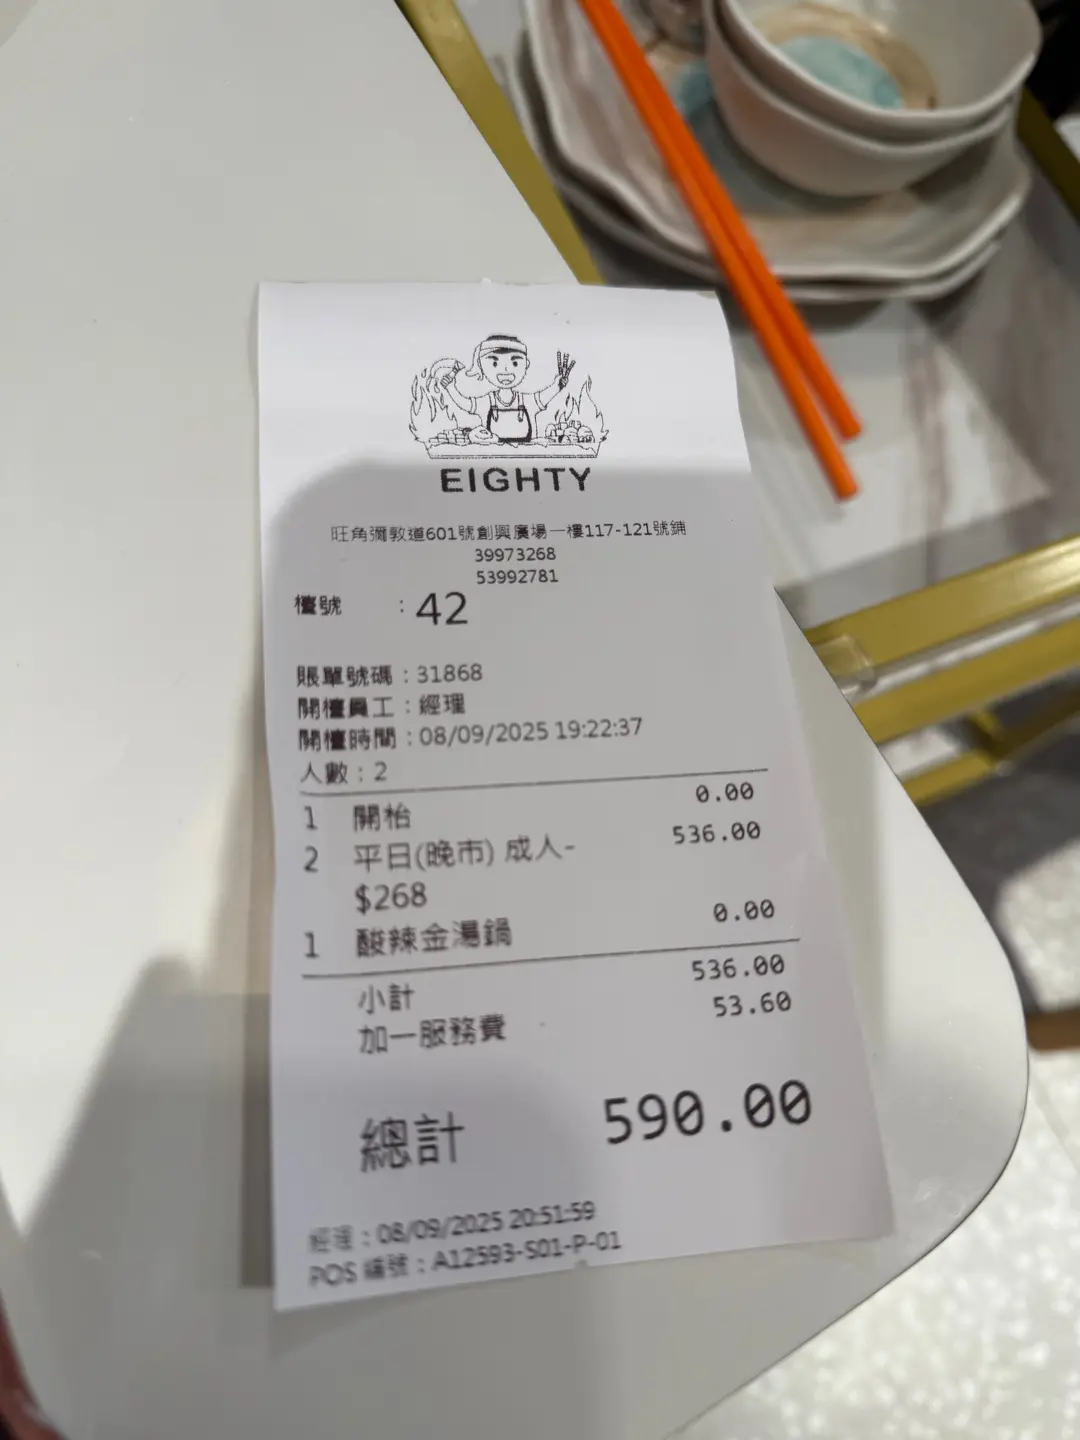 EIGHTY
旺角彌敦道601號創興廣場一樓117-121號鋪
39973268
53992781
檯號 : 42
賬單號碼 : 31868
開檯員工 : 經理
開檯時間 : 08/09/2025 19:22:37
人數 : 2
1 開枱 0.00
2 平日(晚市) 成人- 536.00
$268
1 酸辣金湯鍋 0.00
小計 536.00
加一服務費 53.60
總計 590.00
經理 : 08/09/2025 20:51:59
POS 編號 : A12593-S01-P-01